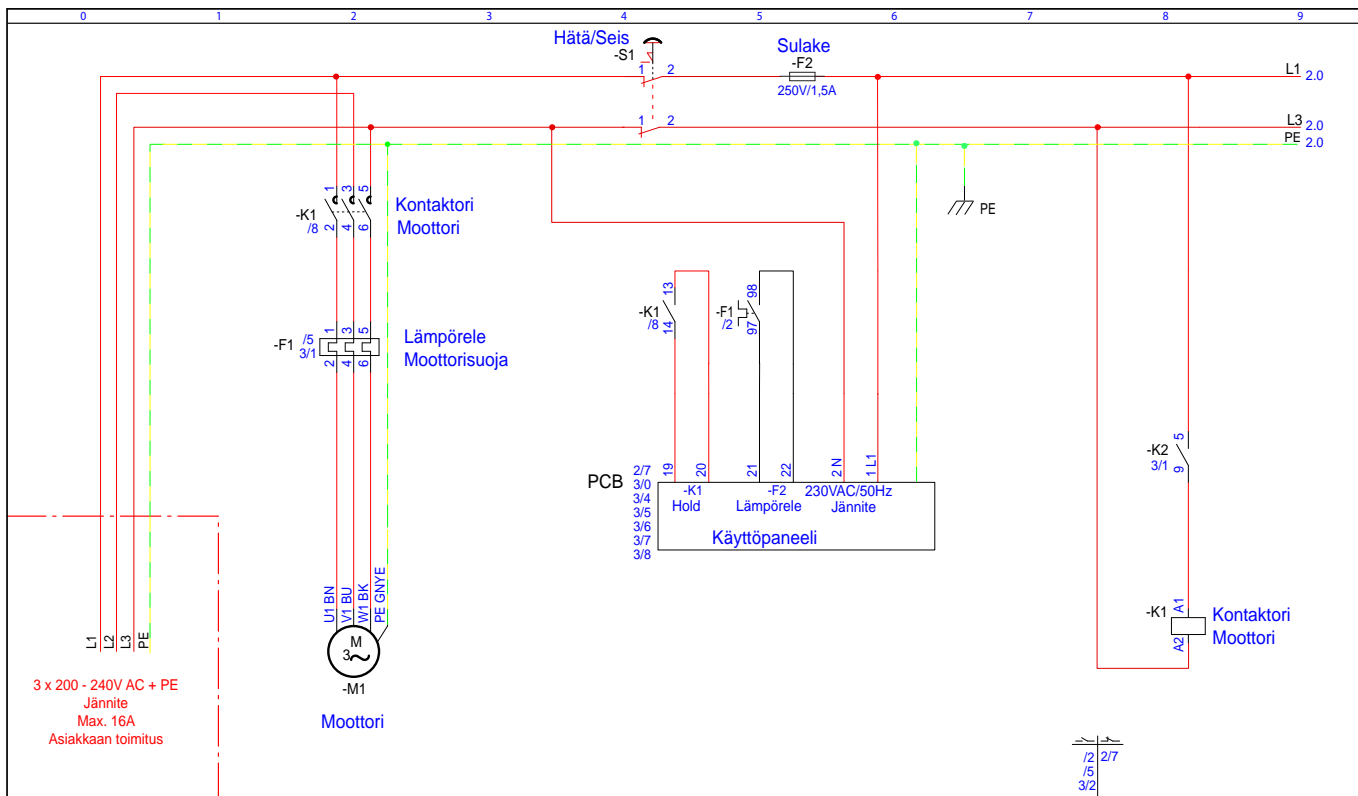 0 1 2 3 4 5 6 7 8 9
Hätä/Seis
-S1
1 2
Sulake
-F2
250V/1,5A
L1 2.0
1 2
L3 2.0
PE 2.0
PE
1 3 5
-K1
/8
2 4 6
Kontaktori
Moottori
1 3 5
-F1
/5
3/1
2 4 6
Lämpörele
Moottorisuoja
13
-K1
/8
14
98
-F1
/2
97
5
-K2
3/1
9
PCB
2/7
3/0
3/4
3/5
3/6
3/7
3/8
19 20 21 22 2 N 1 L1
-K1
Hold
-F2
Lämpörele
230VAC/50Hz
Jännite
Käyttöpaneeli
L1 L2 L3 PE
3 x 200 - 240V AC + PE
Jännite
Max. 16A
Asiakkaan toimitus
U1 BN
V1 BU
W1 BK
PE GNYE
M
3
-M1
Moottori
A1
-K1
A2
Kontaktori
Moottori
/2 2/7
/5
3/2